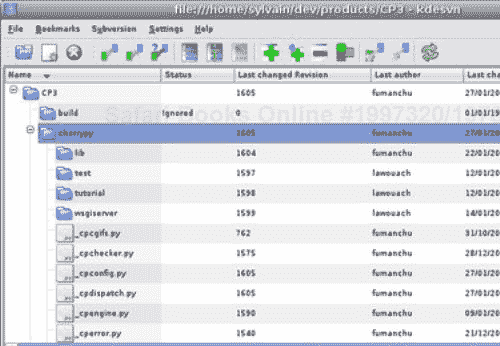 file:///home/sylvain/dev/products/CP3 - kdesvn
File Bookmarks Subversion Settings Help
Name Status Last changed Revision Last author Last cha
CP3 1605 fumanchu 27/01/20
build Ignored 0 01/01/19
Safari Books Online #1997320/1
cherrypy 1605 fumanchu 27/01/20
lib 1604 fumanchu 22/01/20
test 1597 lawouach 12/01/20
tutorial 1598 lawouach 12/01/20
wsgiserver 1599 lawouach 14/01/20
_cpcgifs.py 762 fumanchu 31/10/20
_cpchecker.py 1575 fumanchu 28/12/20
_cpconfig.py 1605 fumanchu 27/01/20
_cpdispatch.py 1605 fumanchu 27/01/20
_cpengine.py 1590 fumanchu 09/01/20
_cperror.py 1540 fumanchu 21/12/20